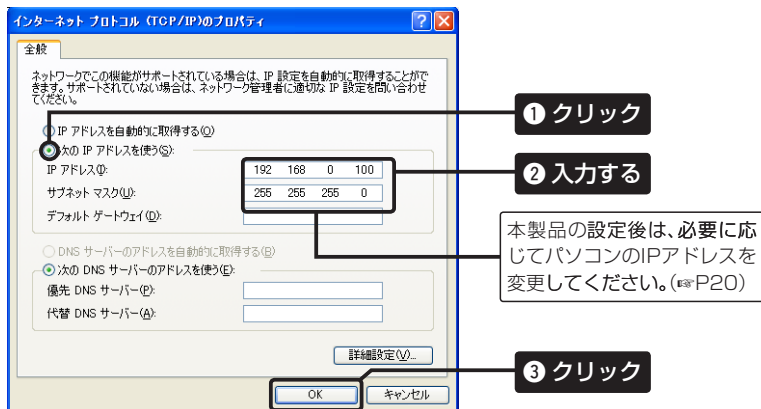 インターネット プロトコル (TCP/IP)のプロパティ
全般
ネットワークでこの機能がサポートされている場合は、IP 設定を自動的に取得することがで
きます。サポートされていない場合は、ネットワーク管理者に適切な IP 設定を問い合わせ
てください。
IP アドレスを自動的に取得する(O)
次の IP アドレスを使う(S):
IP アドレス(I): 192 168 0 100
サブネット マスク(U): 255 255 255 0
デフォルト ゲートウェイ(D):
DNS サーバーのアドレスを自動的に取得する(B)
次の DNS サーバーのアドレスを使う(E):
優先 DNS サーバー(P):
代替 DNS サーバー(A):
詳細設定(V)...
OK キャンセル
❶ クリック
❷ 入力する
本製品の設定後は、必要に応
じてパソコンのIPアドレスを
変更してください。(☞P20)
❸ クリック